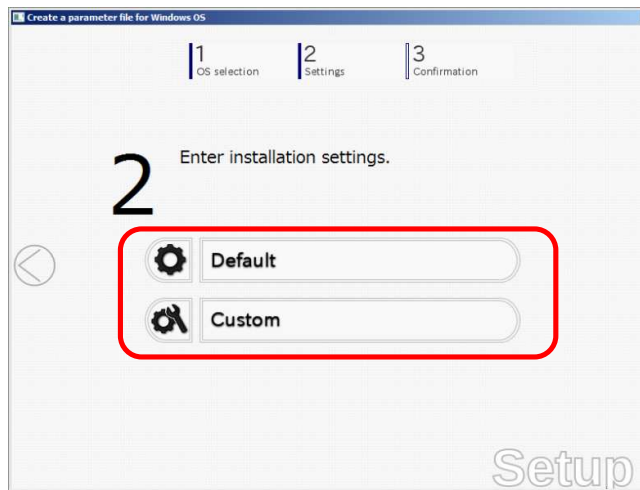 Create a parameter file for Windows OS
1 2 3
OS selection Settings Confirmation
2 Enter installation settings.
Default
Custom
Setup